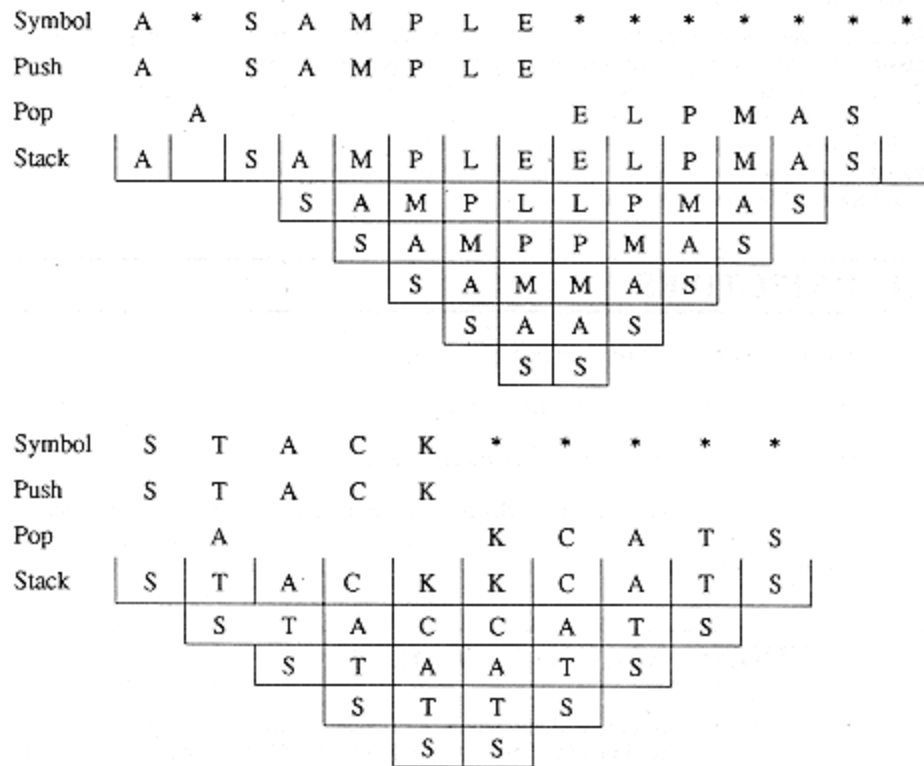 Symbol A * S A M P L E * * * * * * *
Push A S A M P L E
Pop A E L P M A S
Stack A S A M P L E E L P M A S
S A M P L L P M A S
S A M P P M A S
S A M M A S
S A A S
S S
Symbol S T A C K * * * * *
Push S T A C K
Pop A K C A T S
Stack S T A C K K C A T S
S T A C C A T S
S T A A T S
S T T S
S S